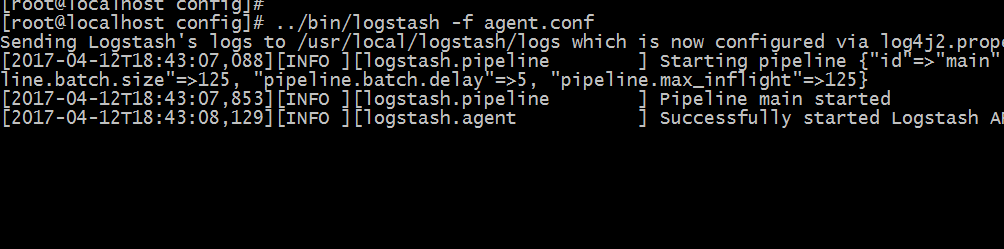 [root@localhost config]#
[root@localhost config]# ../bin/logstash -f agent.conf
Sending Logstash's logs to /usr/local/logstash/logs which is now configured via log4j2.prope
[2017-04-12T18:43:07,088][INFO ][logstash.pipeline        ] Starting pipeline {"id"=>"main"
line.batch.size"=>125, "pipeline.batch.delay"=>5, "pipeline.max_inflight"=>125}
[2017-04-12T18:43:07,853][INFO ][logstash.pipeline        ] Pipeline main started
[2017-04-12T18:43:08,129][INFO ][logstash.agent           ] Successfully started Logstash AP